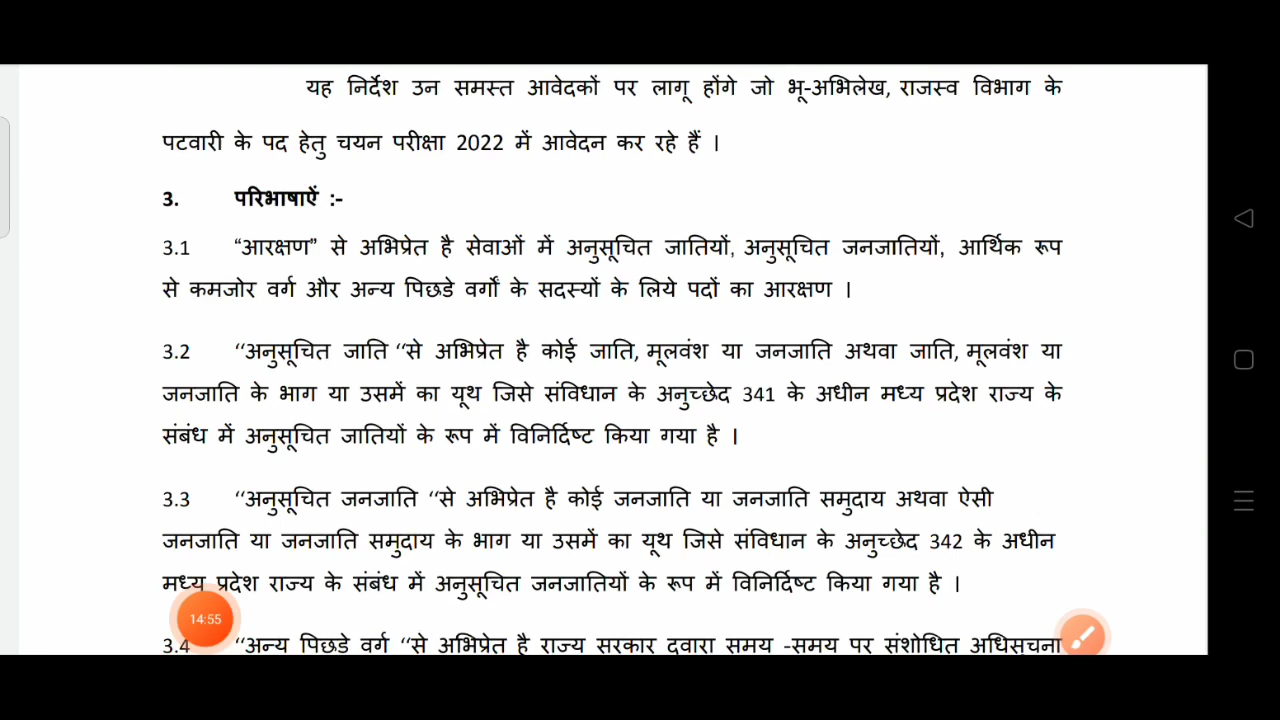 यह निर्देश उन समस्त आवेदकों पर लागू होंगे जो भू-अभिलेख, राजस्व विभाग के
पटवारी के पद हेतु चयन परीक्षा 2022 में आवेदन कर रहे हैं ।
3. परिभाषाऐं :-
3.1 “आरक्षण” से अभिप्रेत है सेवाओं में अनुसूचित जातियों, अनुसूचित जनजातियों, आर्थिक रूप
से कमजोर वर्ग और अन्य पिछडे वर्गों के सदस्यों के लिये पदों का आरक्षण ।
3.2 ‘‘अनुसूचित जाति ‘‘से अभिप्रेत है कोई जाति, मूलवंश या जनजाति अथवा जाति, मूलवंश या
जनजाति के भाग या उसमें का यूथ जिसे संविधान के अनुच्छेद 341 के अधीन मध्य प्रदेश राज्य के
संबंध में अनुसूचित जातियों के रूप में विनिर्दिष्ट किया गया है ।
3.3 ‘‘अनुसूचित जनजाति ‘‘से अभिप्रेत है कोई जनजाति या जनजाति समुदाय अथवा ऐसी
जनजाति या जनजाति समुदाय के भाग या उसमें का यूथ जिसे संविधान के अनुच्छेद 342 के अधीन
मध्य प्रदेश राज्य के संबंध में अनुसूचित जनजातियों के रूप में विनिर्दिष्ट किया गया है ।
14:55
3.4 ‘‘अन्य पिछडे वर्ग ‘‘से अभिप्रेत है राज्य सरकार दवारा समय -समय पर संशोधित अधिसूचना